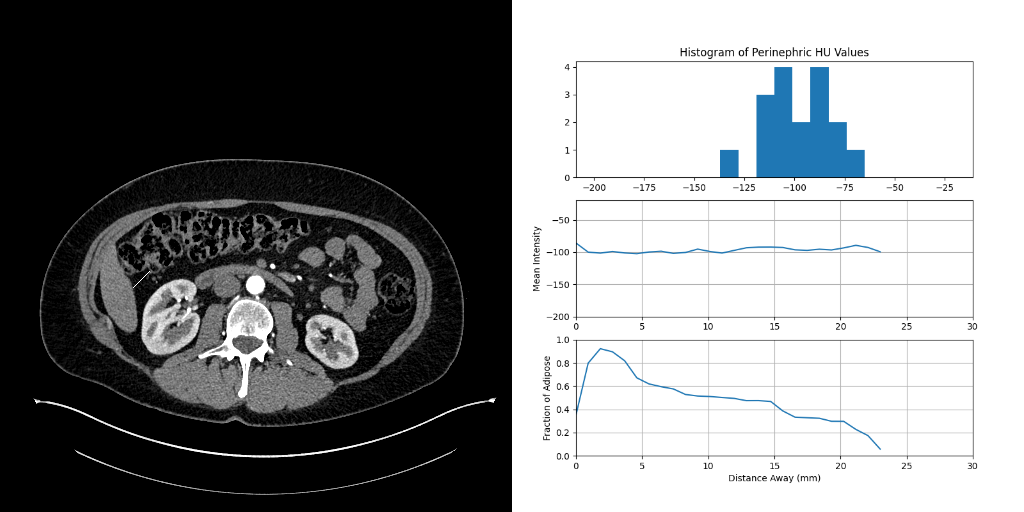 Histogram of Perinephric HU Values
4
3
2
1
0
−200 −175 −150 −125 −100 −75 −50 −25
Mean Intensity
−50
−100
−150
−200
0 5 10 15 20 25 30
Fraction of Adipose
1.0
0.8
0.6
0.4
0.2
0.0
0 5 10 15 20 25 30
Distance Away (mm)